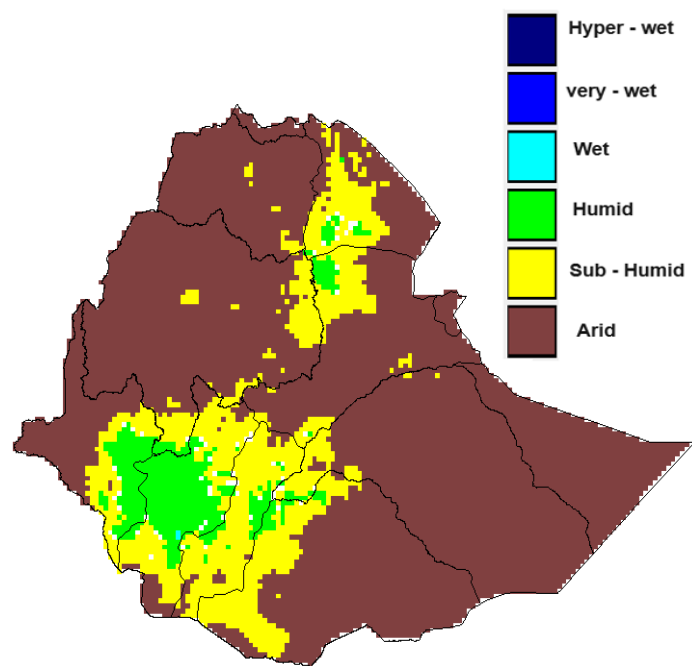 Hyper - wet
very - wet
Wet
Humid
Sub - Humid
Arid